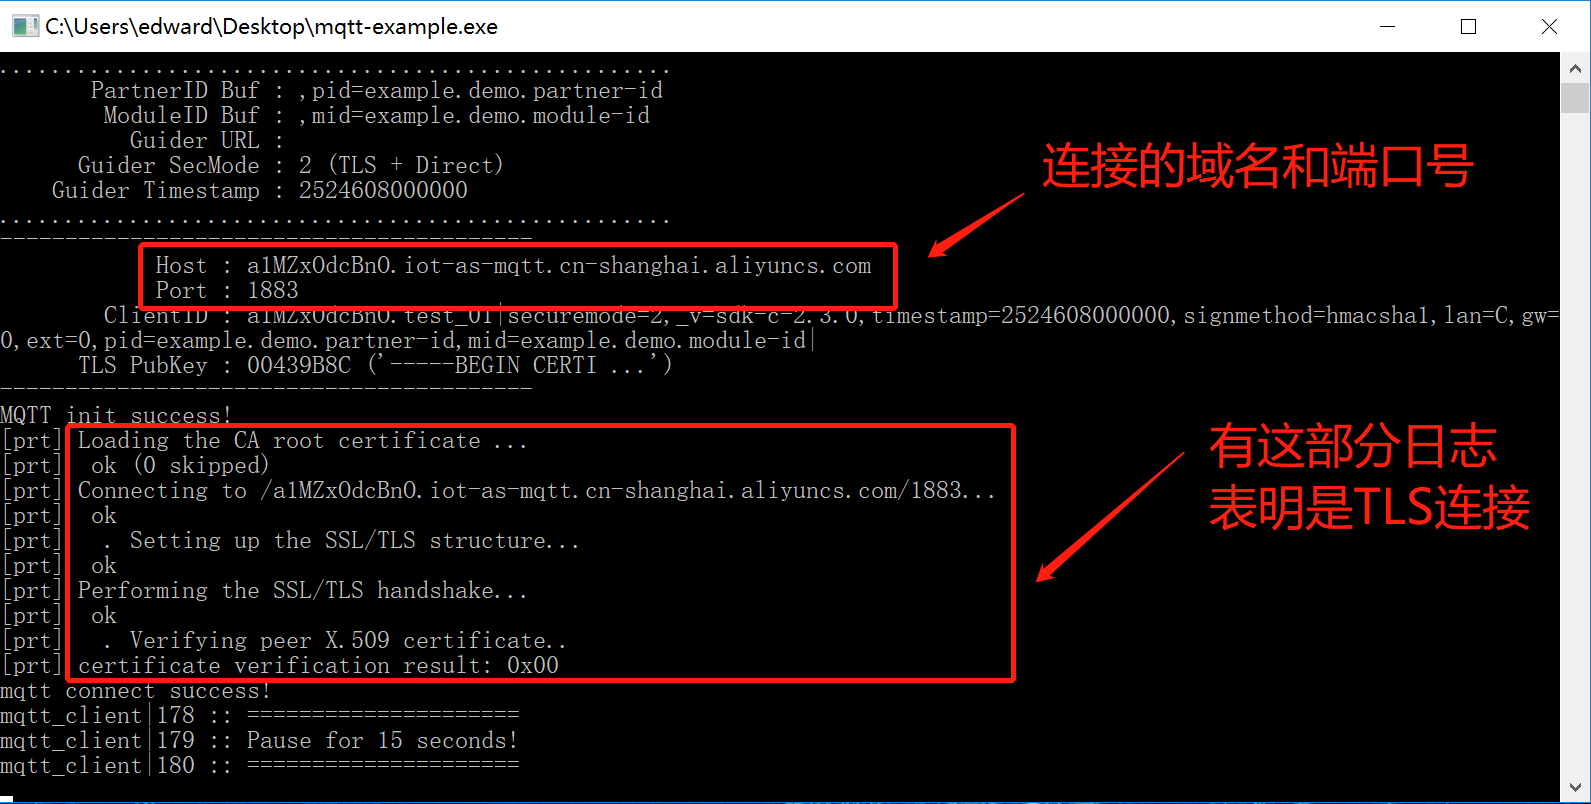 C:\Users\edward\Desktop\mqtt-example.exe
....................................................
PartnerID Buf : ,pid=example.demo.partner-id
ModuleID Buf : ,mid=example.demo.module-id
Guider URL :
Guider SecMode : 2 (TLS + Direct)
Guider Timestamp : 2524608000000
....................................................
-----------------------------------------
连接的域名和端口号
Host : a1MZxOdcBnO.iot-as-mqtt.cn-shanghai.aliyuncs.com
Port : 1883
ClientID : a1MZxOdcBnO.test_01|securemode=2,_v=sdk-c-2.3.0,timestamp=2524608000000,signmethod=hmacsha1,lan=C,gw=
0,ext=0,pid=example.demo.partner-id,mid=example.demo.module-id|
TLS PubKey : 00439B8C ('-----BEGIN CERTI ...')
-----------------------------------------
MQTT init success!
[prt] Loading the CA root certificate ...
[prt]  ok (0 skipped)
[prt] Connecting to /a1MZxOdcBnO.iot-as-mqtt.cn-shanghai.aliyuncs.com/1883...
[prt]  ok
[prt]   . Setting up the SSL/TLS structure...
[prt]  ok
[prt] Performing the SSL/TLS handshake...
[prt]  ok
[prt]   . Verifying peer X.509 certificate..
[prt] certificate verification result: 0x00
有这部分日志
表明是TLS连接
mqtt connect success!
mqtt_client|178 :: =====================
mqtt_client|179 :: Pause for 15 seconds!
mqtt_client|180 :: =====================